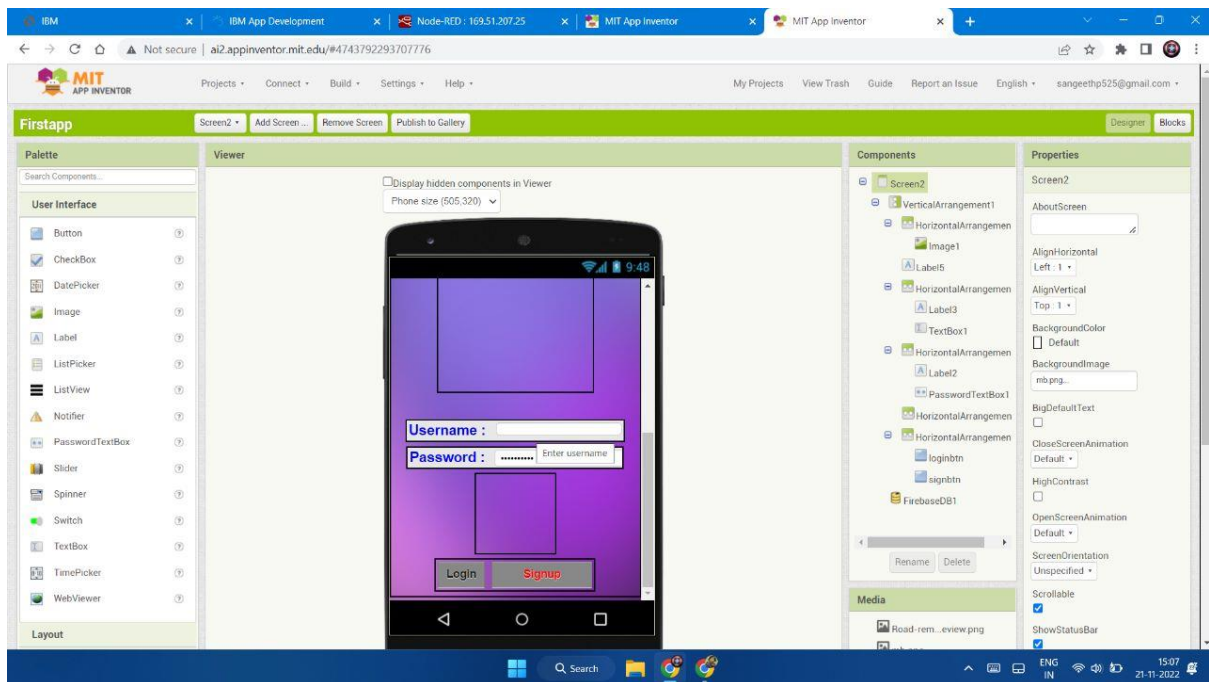 IBM
IBM App Development
Node-RED : 169.51.207.25
MIT App Inventor
MIT App Inventor
Not secure | ai2.appinventor.mit.edu/#4743792293707776
MIT
APP INVENTOR
Projects
Connect
Build
Settings
Help
My Projects
View Trash
Guide
Report an Issue
English
sangeethp525@gmail.com
Firstapp
Screen2
Add Screen ...
Remove Screen
Publish to Gallery
Designer
Blocks
Palette
Search Components...
User Interface
Button
CheckBox
DatePicker
Image
Label
ListPicker
ListView
Notifier
PasswordTextBox
Slider
Spinner
Switch
TextBox
TimePicker
WebViewer
Layout
Viewer
Display hidden components in Viewer
Phone size (505,320)
9:48
Username :
Password :
Enter username
Login
Signup
Components
Screen2
VerticalArrangement1
HorizontalArrangemen
Image1
Label5
HorizontalArrangemen
Label3
TextBox1
HorizontalArrangemen
Label2
PasswordTextBox1
HorizontalArrangemen
HorizontalArrangemen
loginbtn
signbtn
FirebaseDB1
Rename
Delete
Media
Road-rem...eview.png
Properties
Screen2
AboutScreen
AlignHorizontal
Left : 1
AlignVertical
Top : 1
BackgroundColor
Default
BackgroundImage
mb.png...
BigDefaultText
CloseScreenAnimation
Default
HighContrast
OpenScreenAnimation
Default
ScreenOrientation
Unspecified
Scrollable
ShowStatusBar
Search
ENG
IN
15:07
21-11-2022